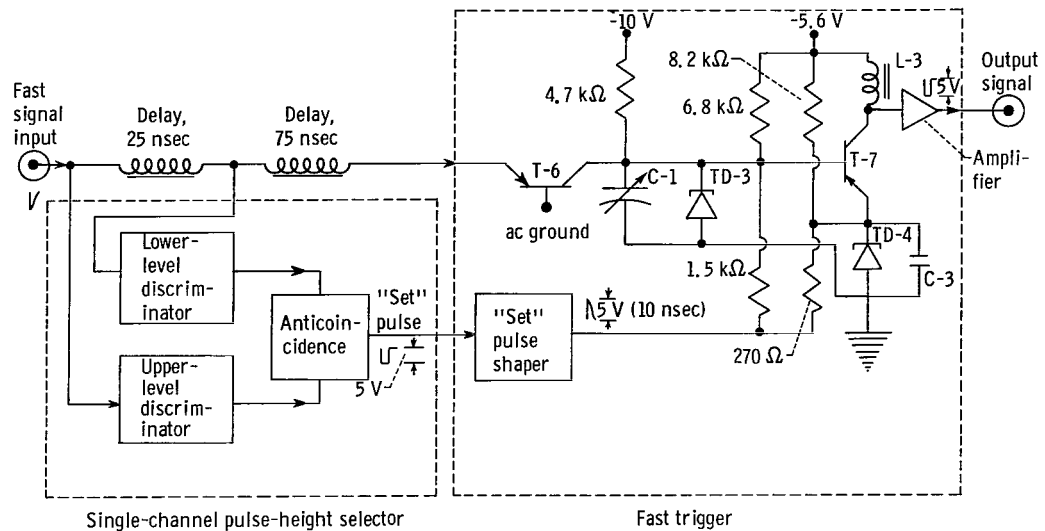 Fast
signal
input
V
Delay,
25 nsec
Delay,
75 nsec
Lower-
level
discrim-
inator
Upper-
level
discrim-
inator
Anticoin-
cidence
"Set"
pulse
5 V
Single-channel pulse-height selector
-10 V
4.7 kΩ
T-6
ac ground
C-1
TD-3
-5.6 V
8.2 kΩ
6.8 kΩ
L-3
5 V
Output
signal
Ampli-
fier
T-7
TD-4
C-3
1.5 kΩ
270 Ω
"Set"
pulse
shaper
5 V (10 nsec)
Fast trigger